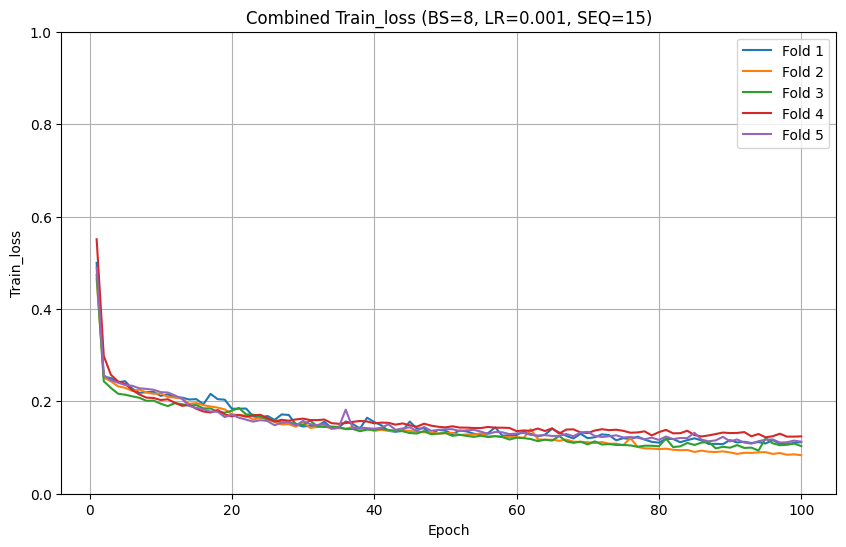 Combined Train_loss (BS=8, LR=0.001, SEQ=15)
Train_loss
1.0
0.8
0.6
0.4
0.2
0.0
0
20
40
60
80
100
Epoch
Fold 1
Fold 2
Fold 3
Fold 4
Fold 5